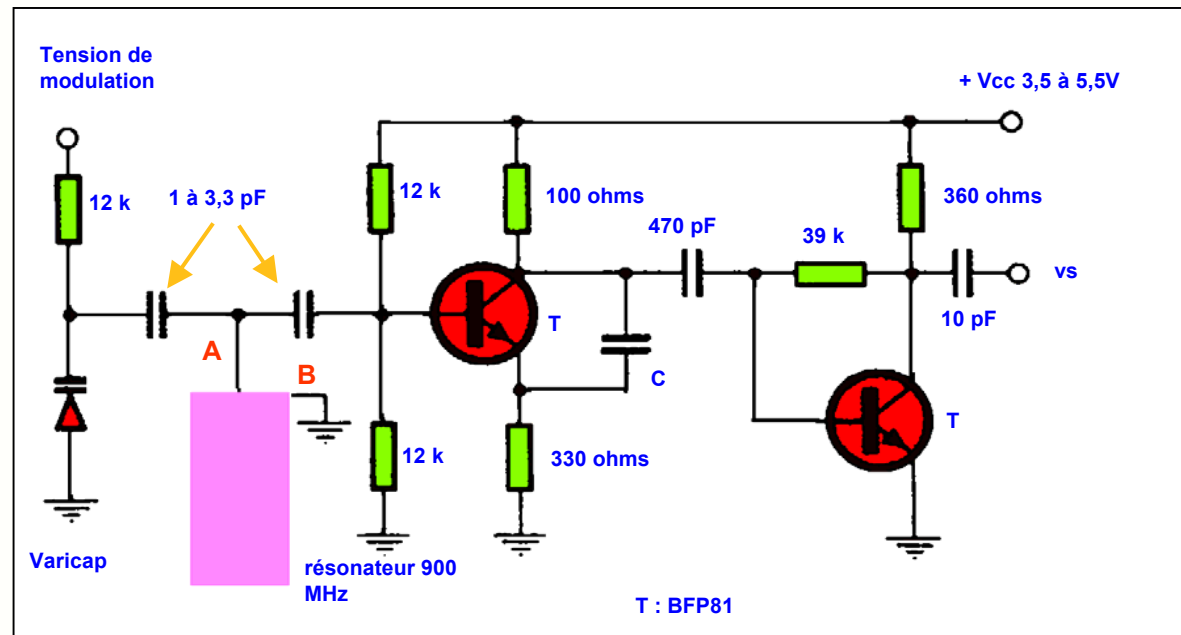 Tension de
modulation
+ Vcc 3,5 à 5,5V
12 k
1 à 3,3 pF
12 k
100 ohms
360 ohms
470 pF
39 k
vs
10 pF
T
A
B
C
T
12 k
330 ohms
Varicap
résonateur 900
MHz
T : BFP81